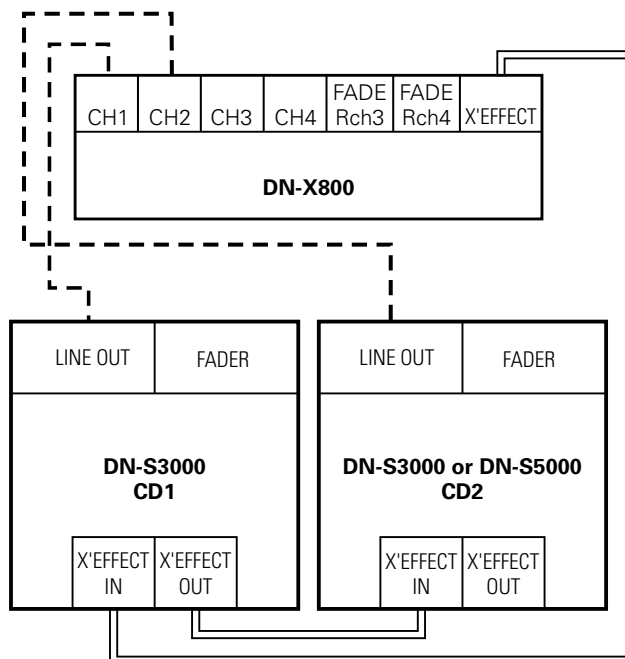 CH1 CH2 CH3 CH4 FADE Rch3 FADE Rch4 X'EFFECT
DN-X800
LINE OUT FADER
LINE OUT FADER
DN-S3000
CD1
DN-S3000 or DN-S5000
CD2
X'EFFECT IN X'EFFECT OUT
X'EFFECT IN X'EFFECT OUT